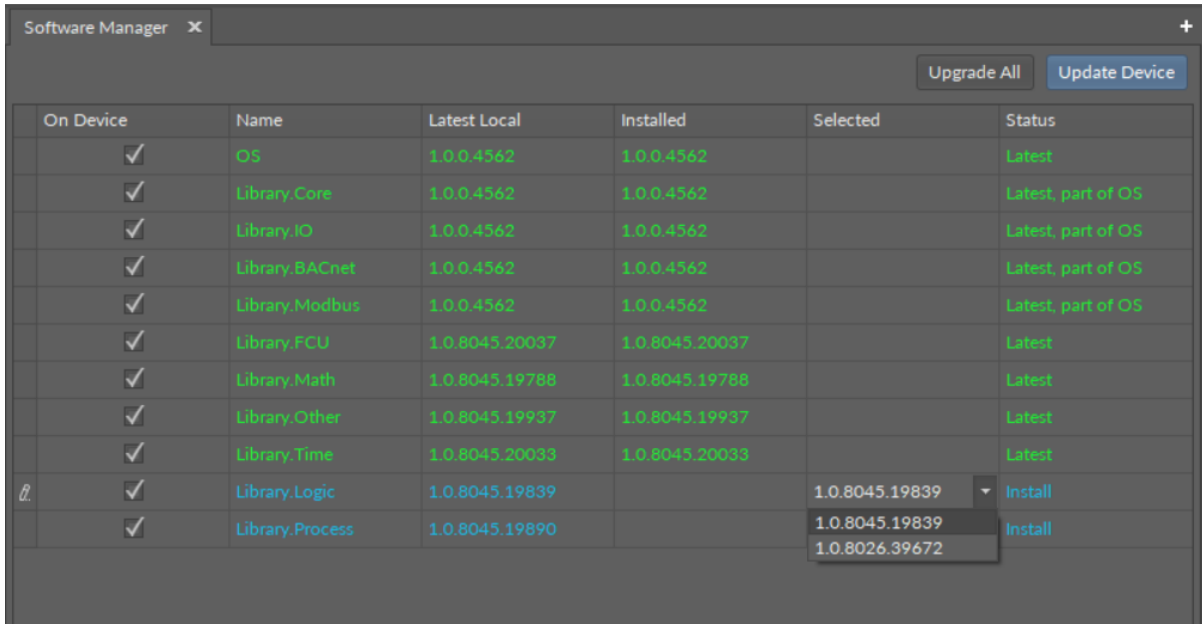 Software Manager
Upgrade All Update Device
On Device Name Latest Local Installed Selected Status
OS 1.0.0.4562 1.0.0.4562 Latest
Library.Core 1.0.0.4562 1.0.0.4562 Latest, part of OS
Library.IO 1.0.0.4562 1.0.0.4562 Latest, part of OS
Library.BACnet 1.0.0.4562 1.0.0.4562 Latest, part of OS
Library.Modbus 1.0.0.4562 1.0.0.4562 Latest, part of OS
Library.FCU 1.0.8045.20037 1.0.8045.20037 Latest
Library.Math 1.0.8045.19788 1.0.8045.19788 Latest
Library.Other 1.0.8045.19937 1.0.8045.19937 Latest
Library.Time 1.0.8045.20033 1.0.8045.20033 Latest
Library.Logic 1.0.8045.19839 1.0.8045.19839 Install
Library.Process 1.0.8045.19890 1.0.8045.19839 Install
1.0.8026.39672